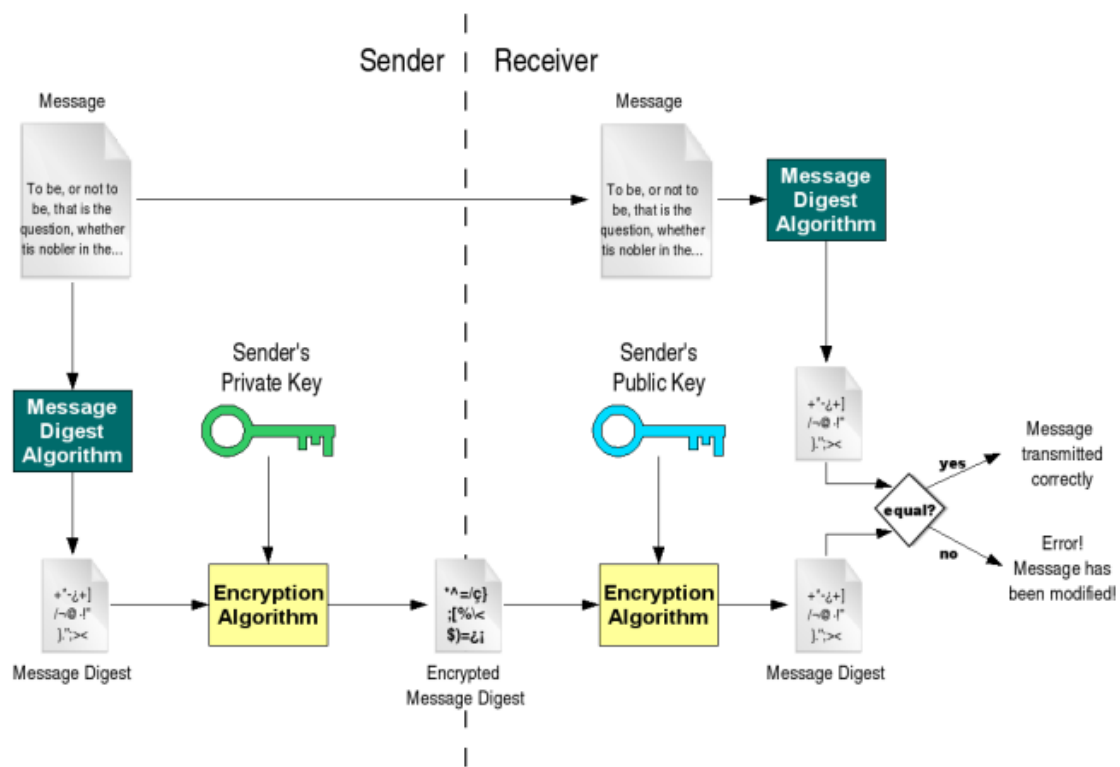 Sender
Receiver
Message
To be, or not to
be, that is the
question, whether
tis nobler in the...
Message
To be, or not to
be, that is the
question, whether
tis nobler in the...
Message
Digest
Algorithm
Sender's
Private Key
Sender's
Public Key
Message
Digest
Algorithm
+*-¿+]
/¬@·!"
}.";><
yes
Message
transmitted
correctly
equal?
no
Error!
Message has
been modified!
+*-¿+]
/¬@·!"
}.";><
Message Digest
Encryption
Algorithm
*^=/ç}
;[%\<
$)=¿¡
Encrypted
Message Digest
Encryption
Algorithm
+*-¿+]
/¬@·!"
}.";><
Message Digest